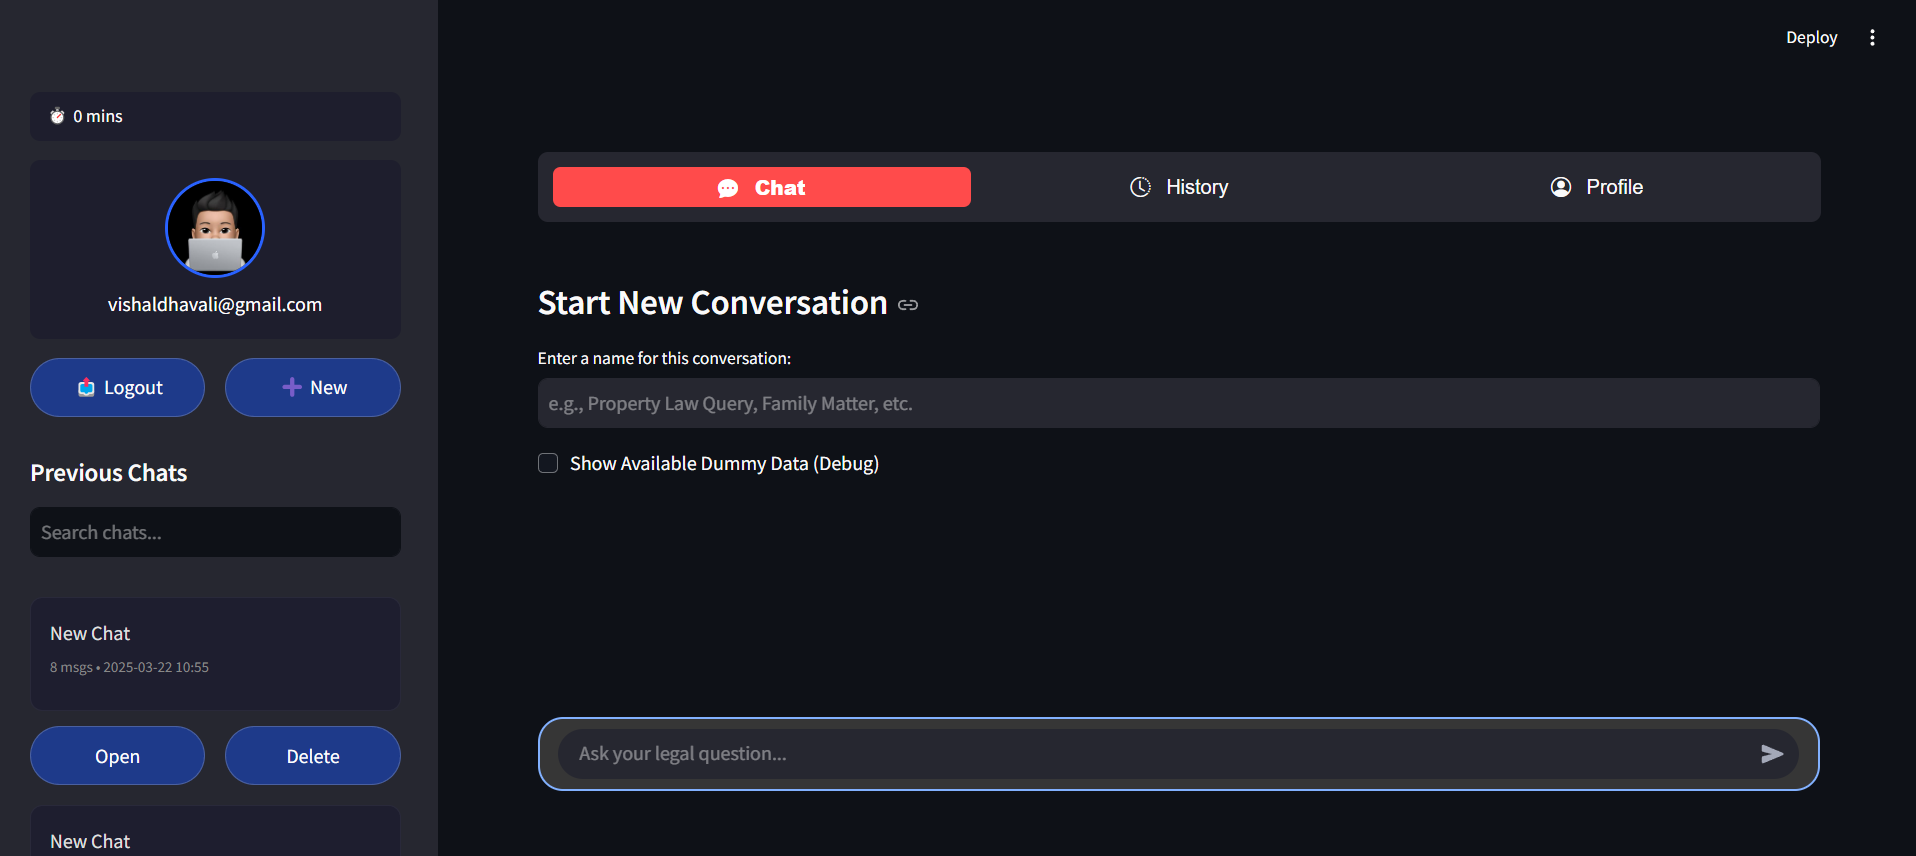 Deploy
0 mins
vishaldhavali@gmail.com
Logout
New
Previous Chats
Search chats...
New Chat
8 msgs • 2025-03-22 10:55
Open
Delete
New Chat
Chat
History
Profile
Start New Conversation
Enter a name for this conversation:
e.g., Property Law Query, Family Matter, etc.
Show Available Dummy Data (Debug)
Ask your legal question...